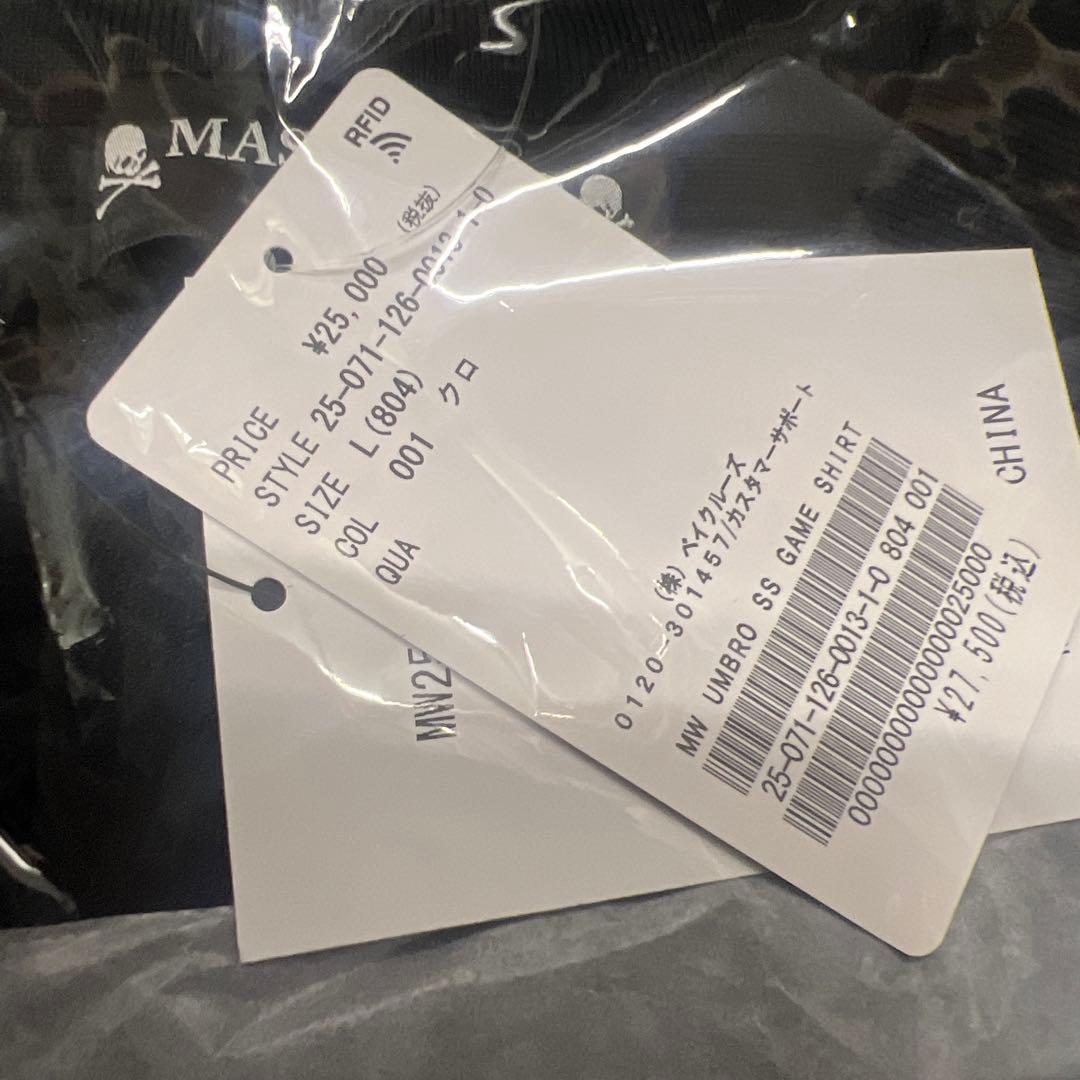 MAS
RFID
(税抜)
PRICE ¥25,000
STYLE 25-071-126-0013-1-0
SIZE L(804)
COL 001 クロ
QUA
(株)ベイクルーズ
0120-301457/カスタマーサポート
MW UMBRO SS GAME SHIRT
25-071-126-0013-1-0 804 001
¥27,500(税込)
CHINA
MW25